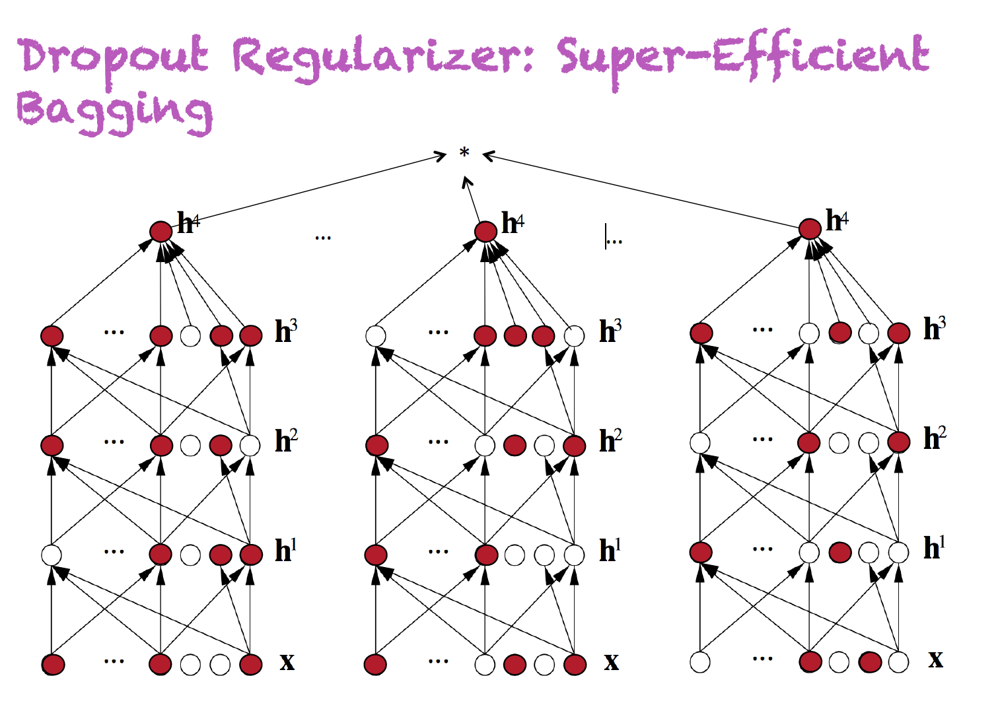 Dropout Regularizer: Super-Efficient
Bagging
*
h4 ... h4 ... h4
... h3 ... h3 ... h3
... h2 ... h2 ... h2
... h1 ... h1 ... h1
... x ... x ... x